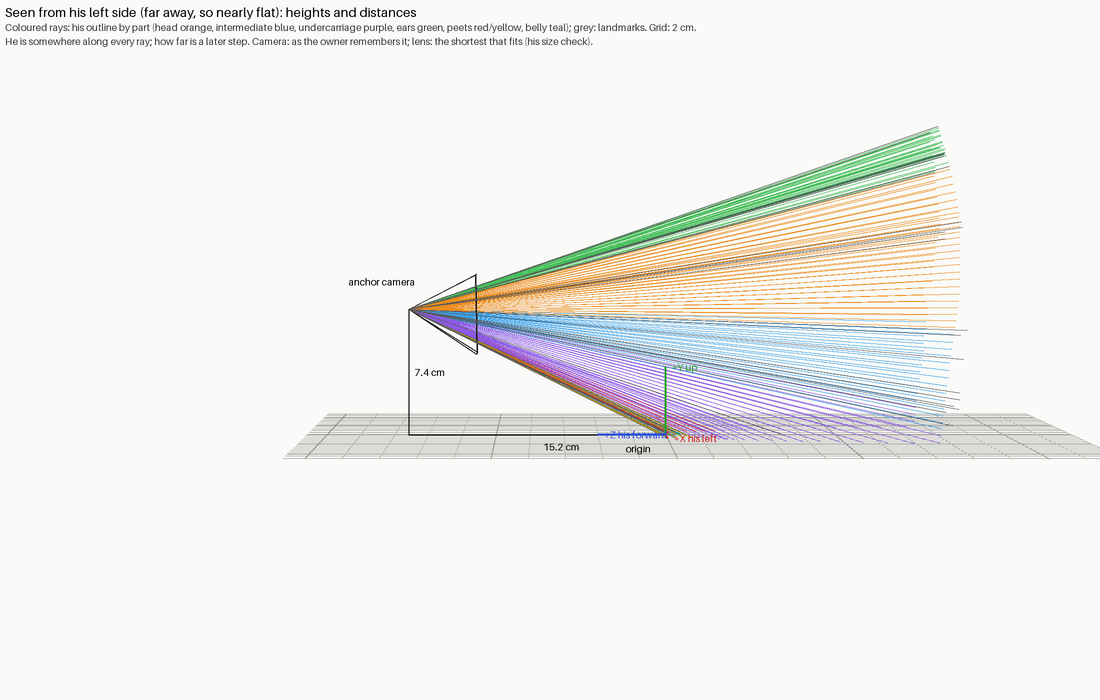 Seen from his left side (far away, so nearly flat): heights and distances
Coloured rays: his outline by part (head orange, intermediate blue, undercarriage purple, ears green, peets red/yellow, belly teal); grey: landmarks. Grid: 2 cm.
He is somewhere along every ray; how far is a later step. Camera: as the owner remembers it; lens: the shortest that fits (his size check).
anchor camera
7.4 cm
+Y up
+Z his forward
+X his left
15.2 cm
origin